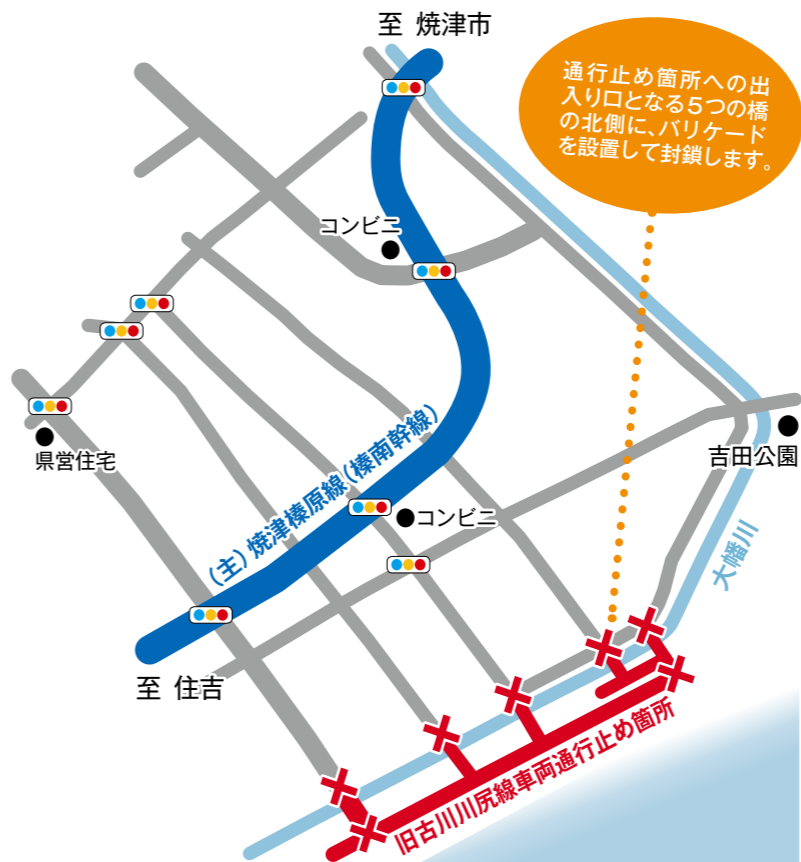 至 焼津市
通行止め箇所への出
入り口となる5つの橋
の北側に、バリケード
を設置して封鎖します。
コンビニ
県営住宅
吉田公園
(主)焼津榛原線(榛南幹線)
コンビニ
大幡川
至 住吉
旧古川川尻線車両通行止め箇所